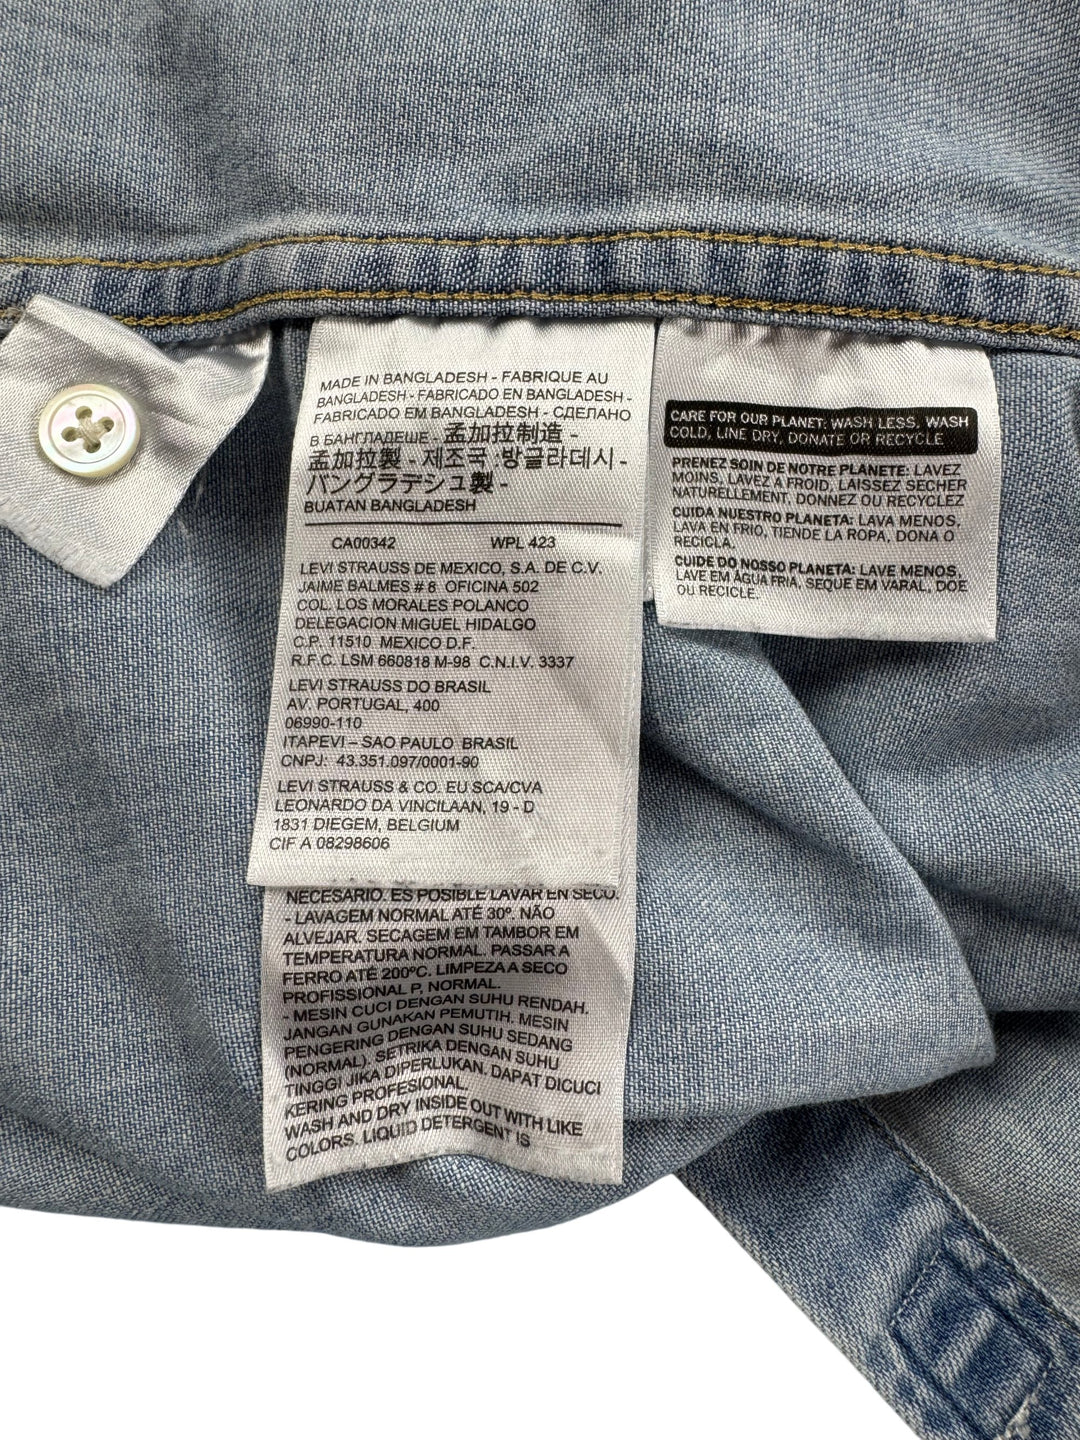 MADE IN BANGLADESH - FABRIQUE AU
BANGLADESH - FABRICADO EN BANGLADESH -
FABRICADO EM BANGLADESH - СДЕЛАНО
В БАНГЛАДЕШЕ - 孟加拉制造 -
孟加拉製 - 제조국 :방글라데시 -
バングラデシュ製 -
BUATAN BANGLADESH
CA00342 WPL 423
LEVI STRAUSS DE MEXICO, S.A. DE C.V.
JAIME BALMES # 8 OFICINA 502
COL. LOS MORALES POLANCO
DELEGACION MIGUEL HIDALGO
C.P. 11510 MEXICO D.F.
R.F.C. LSM 660818 M-98 C.N.I.V. 3337
LEVI STRAUSS DO BRASIL
AV. PORTUGAL, 400
06990-110
ITAPEVI – SAO PAULO BRASIL
CNPJ: 43.351.097/0001-90
LEVI STRAUSS & CO. EU SCA/CVA
LEONARDO DA VINCILAAN, 19 - D
1831 DIEGEM, BELGIUM
CIF A 08298606
NECESARIO. ES POSIBLE LAVAR EN SECO.
- LAVAGEM NORMAL ATÉ 30º. NÃO
ALVEJAR. SECAGEM EM TAMBOR EM
TEMPERATURA NORMAL. PASSAR A
FERRO ATÉ 200ºC. LIMPEZA A SECO
PROFISSIONAL P, NORMAL.
- MESIN CUCI DENGAN SUHU RENDAH.
JANGAN GUNAKAN PEMUTIH. MESIN
PENGERING DENGAN SUHU SEDANG
(NORMAL). SETRIKA DENGAN SUHU
TINGGI JIKA DIPERLUKAN. DAPAT DICUCI
KERING PROFESIONAL.
WASH AND DRY INSIDE OUT WITH LIKE
COLORS. LIQUID DETERGENT IS
CARE FOR OUR PLANET: WASH LESS, WASH
COLD, LINE DRY, DONATE OR RECYCLE
PRENEZ SOIN DE NOTRE PLANETE: LAVEZ
MOINS, LAVEZ A FROID, LAISSEZ SECHER
NATURELLEMENT, DONNEZ OU RECYCLEZ
CUIDA NUESTRO PLANETA: LAVA MENOS,
LAVA EN FRIO, TIENDE LA ROPA, DONA O
RECICLA.
CUIDE DO NOSSO PLANETA: LAVE MENOS,
LAVE EM ÁGUA FRIA, SEQUE EM VARAL, DOE
OU RECICLE.